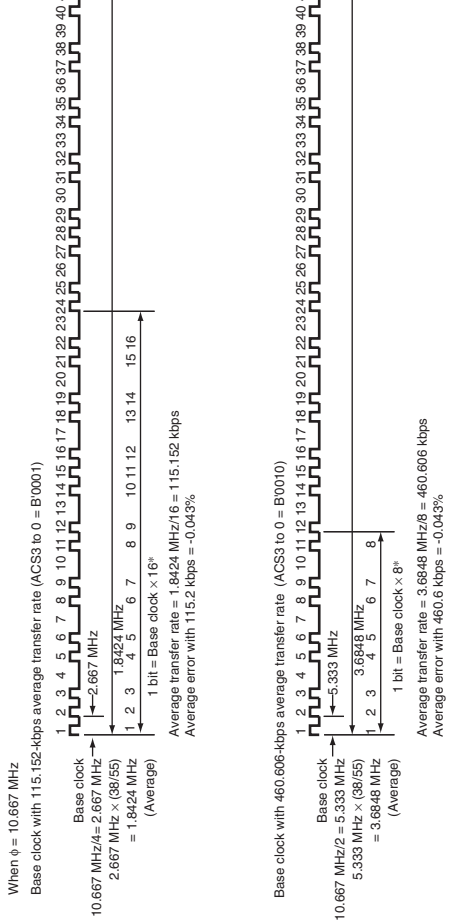 When φ = 10.667 MHz
Base clock with 115.152-kbps average transfer rate (ACS3 to 0 = B'0001)
1 2 3 4 5 6 7 8 9 10 11 12 13 14 15 16 17 18 19 20 21 22 23 24 25 26 27 28 29 30 31 32 33 34 35 36 37 38 39 40
Base clock
10.667 MHz/4= 2.667 MHz
2.667 MHz
2.667 MHz × (38/55)
= 1.8424 MHz
(Average)
1.8424 MHz
1 2 3 4 5 6 7 8 9 10 11 12 13 14 15 16
1 bit = Base clock × 16*
Average transfer rate = 1.8424 MHz/16 = 115.152 kbps
Average error with 115.2 kbps = -0.043%
Base clock with 460.606-kbps average transfer rate (ACS3 to 0 = B'0010)
1 2 3 4 5 6 7 8 9 10 11 12 13 14 15 16 17 18 19 20 21 22 23 24 25 26 27 28 29 30 31 32 33 34 35 36 37 38 39 40
Base clock
10.667 MHz/2 = 5.333 MHz
5.333 MHz
5.333 MHz × (38/55)
= 3.6848 MHz
(Average)
3.6848 MHz
1 2 3 4 5 6 7 8
1 bit = Base clock × 8*
Average transfer rate = 3.6848 MHz/8 = 460.606 kbps
Average error with 460.6 kbps = -0.043%